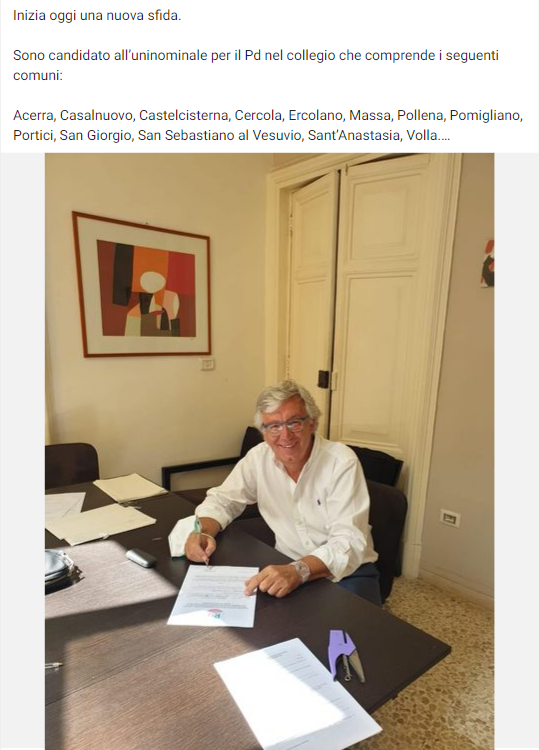 Inizia oggi una nuova sfida.
Sono candidato all'uninominale per il Pd nel collegio che comprende i seguenti
comuni:
Acerra, Casalnuovo, Castelcisterna, Cercola, Ercolano, Massa, Pollena, Pomigliano,
Portici, San Giorgio, San Sebastiano al Vesuvio, Sant'Anastasia, Volla....